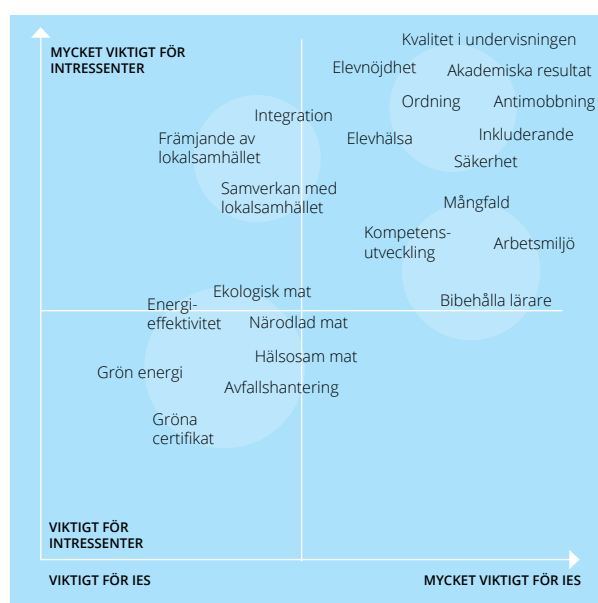 MYCKET VIKTIGT FÖR
INTRESSENTER
Kvalitet i undervisningen
Elevnöjdhet
Akademiska resultat
Ordning
Antimobbning
Integration
Elevhälsa
Inkluderande
Främjande av
lokalsamhället
Säkerhet
Samverkan med
lokalsamhället
Mångfald
Kompetens-
utveckling
Arbetsmiljö
Ekologisk mat
Bibehålla lärare
Energi-
effektivitet
Närodlad mat
Hälsosam mat
Grön energi
Avfallshantering
Gröna
certifikat
VIKTIGT FÖR
INTRESSENTER
VIKTIGT FÖR IES
MYCKET VIKTIGT FÖR IES